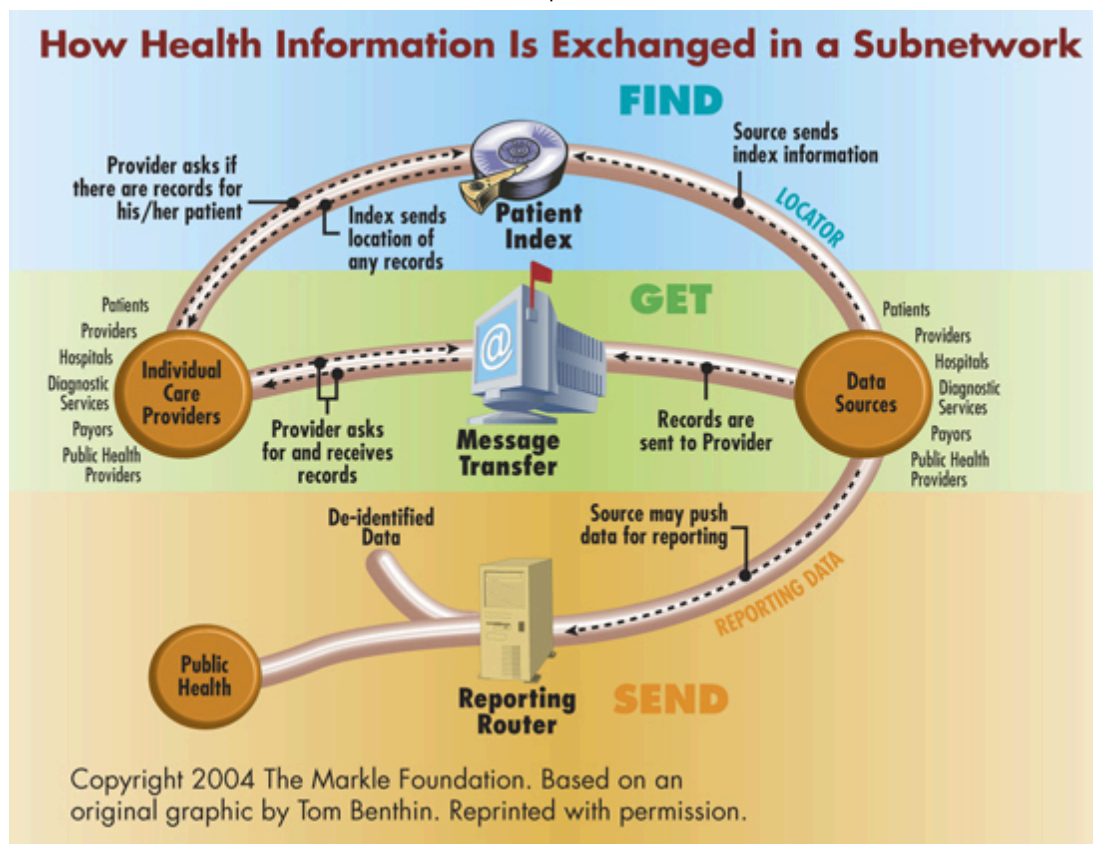 How Health Information Is Exchanged in a Subnetwork
FIND
Provider asks if
there are records for
his/her patient
Index sends
location of
any records
Patient
Index
Source sends
index information
LOCATOR
GET
Patients
Providers
Hospitals
Diagnostic
Services
Payors
Public Health
Providers
Individual
Care
Providers
Provider asks
for and receives
records
@
Message
Transfer
Records are
sent to Provider
Data
Sources
Patients
Providers
Hospitals
Diagnostic
Services
Payors
Public Health
Providers
De-identified
Data
Source may push
data for reporting
REPORTING DATA
Public
Health
Reporting
Router
SEND
Copyright 2004 The Markle Foundation. Based on an
original graphic by Tom Benthin. Reprinted with permission.